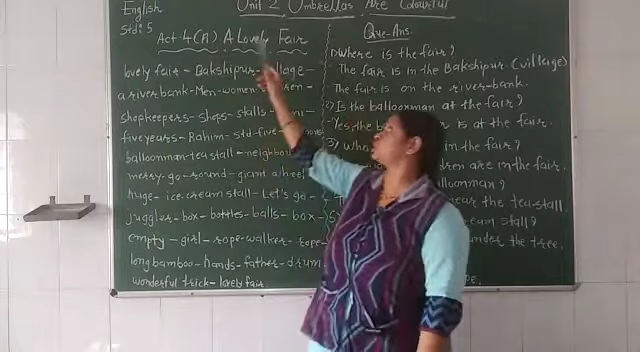 English
Std: 5
Unit 2 Umbrellas Are Colourful
Act-4(A) A Lovely Fair
lovely fair - Bakshipur - village -
a river bank - Men - women -
shopkeepers - shops - stalls -
five years - Rahim - std - five -
balloonman - tea stall - neighbour
merry-go-round - giant wheel
huge - ice cream stall - Let's go -
juggler - box - bottles - balls - box -
empty - girl - rope-walker - rope -
long bamboo - hands - father - drum
wonderful trick - lovely fair
Que-Ans.
1) Where is the fair?
- The fair is in the Bakshipur. (village)
- The fair is on the river-bank.
2) Is the balloonman at the fair?
- Yes, the is at the fair.
3) in the fair?
are in the fair.
balloonman?
near the tea-stall.
stall?
under the tree.